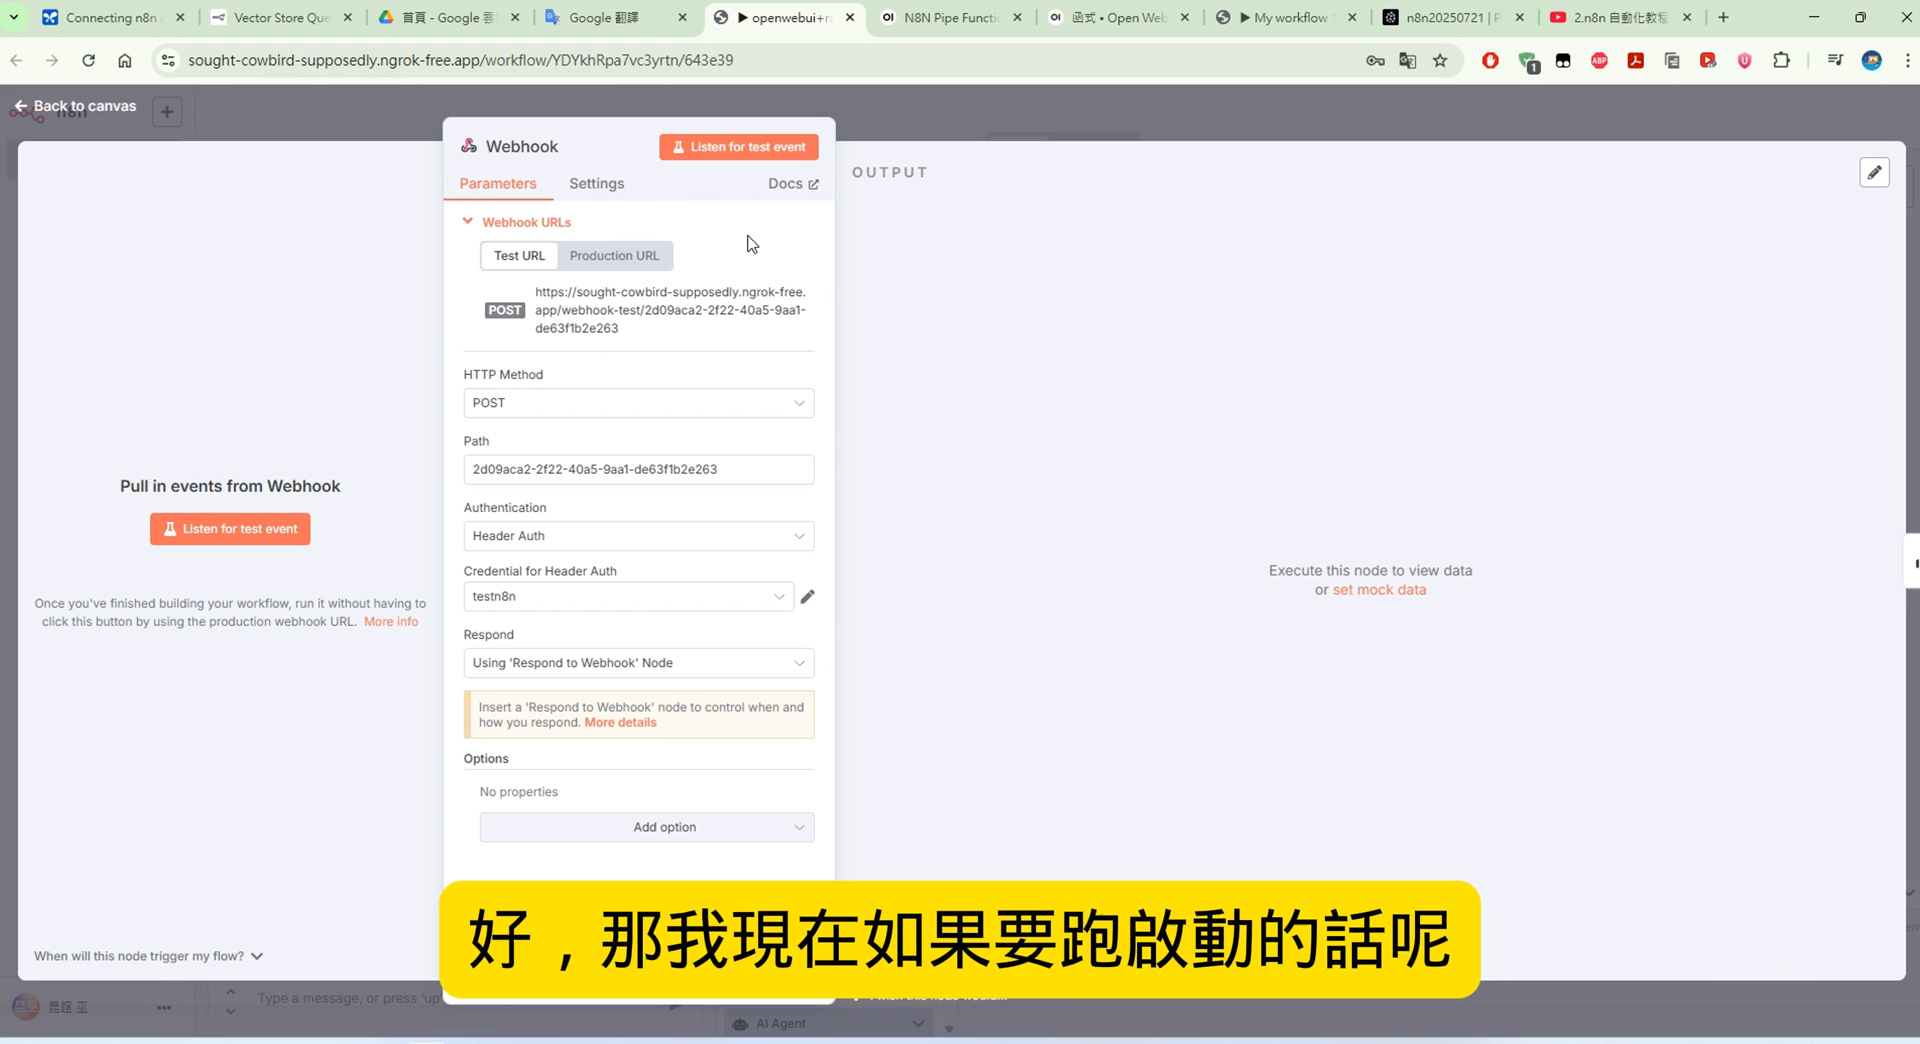 Connecting n8n
Vector Store Que
首頁 - Google 雲
Google 翻譯
▶ openwebui+r
N8N Pipe Functi
函式 • Open Web
▶ My workflow
n8n20250721 | P
2.n8n 自動化教程
sought-cowbird-supposedly.ngrok-free.app/workflow/YDYkhRpa7vc3yrtn/643e39
Back to canvas
n8n
Webhook
Listen for test event
Parameters
Settings
Docs
OUTPUT
Webhook URLs
Test URL
Production URL
POST
https://sought-cowbird-supposedly.ngrok-free.
app/webhook-test/2d09aca2-2f22-40a5-9aa1-
de63f1b2e263
HTTP Method
POST
Path
2d09aca2-2f22-40a5-9aa1-de63f1b2e263
Authentication
Header Auth
Credential for Header Auth
testn8n
Respond
Using 'Respond to Webhook' Node
Insert a 'Respond to Webhook' node to control when and
how you respond. More details
Options
No properties
Add option
Pull in events from Webhook
Listen for test event
Once you've finished building your workflow, run it without having to
click this button by using the production webhook URL. More info
When will this node trigger my flow?
Execute this node to view data
or set mock data
好，那我現在如果要跑啟動的話呢
Type a message, or press 'up
AI Agent